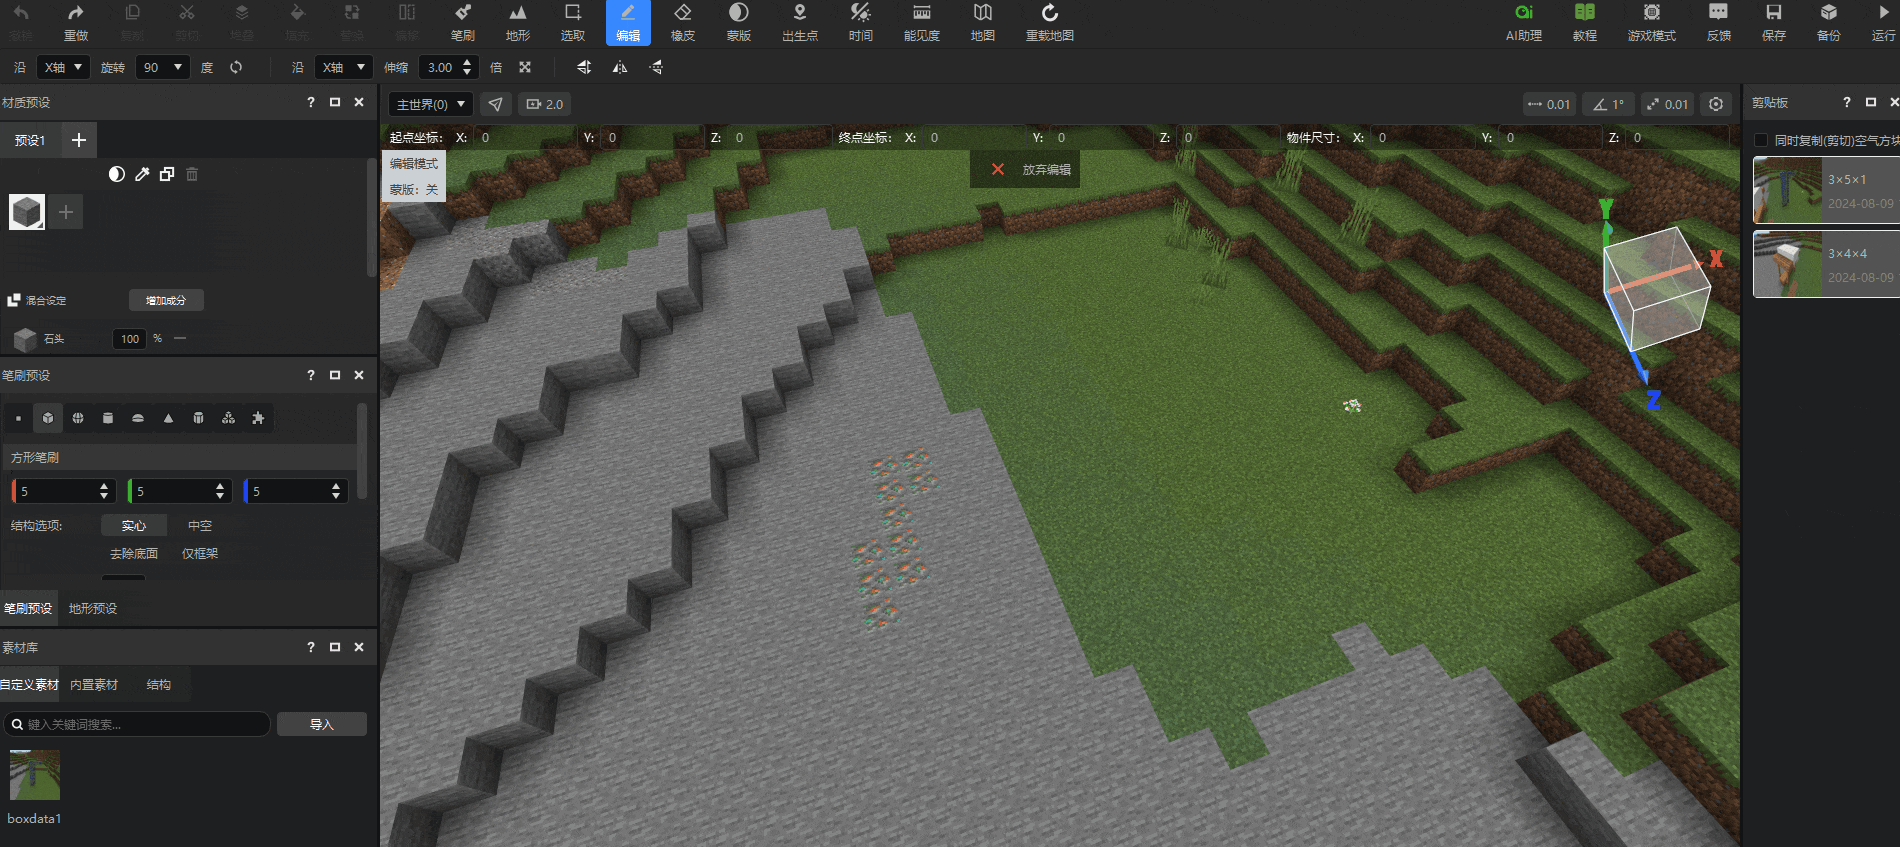 撤销 重做 复制 剪切 堆叠 填充 替换 镜像 笔刷 地形 选取 编辑 橡皮 蒙版 出生点 时间 能见度 地图 重载地图 AI助理 教程 游戏模式 反馈 保存 备份 运行
沿 X轴 旋转 90 度 沿 X轴 伸缩 3.00 倍
材质预设
主世界(0) 2.0 0.01 1° 0.01
剪贴板
预设1
起点坐标: X: 0 Y: 0 Z: 0 终点坐标: X: 0 Y: 0 Z: 0 物件尺寸: X: 0 Y: 0 Z: 0
同时复制(剪切)空气方块
编辑模式
蒙版: 关
放弃编辑
3×5×1
2024-08-09
3×4×4
2024-08-09
Y
X
Z
混合设定 增加成分
石头 100 %
笔刷预设
方形笔刷
5 5 5
结构选项: 实心 中空
去除底面 仅框架
笔刷预设 地形预设
素材库
自定义素材 内置素材 结构
键入关键词搜索... 导入
boxdata1